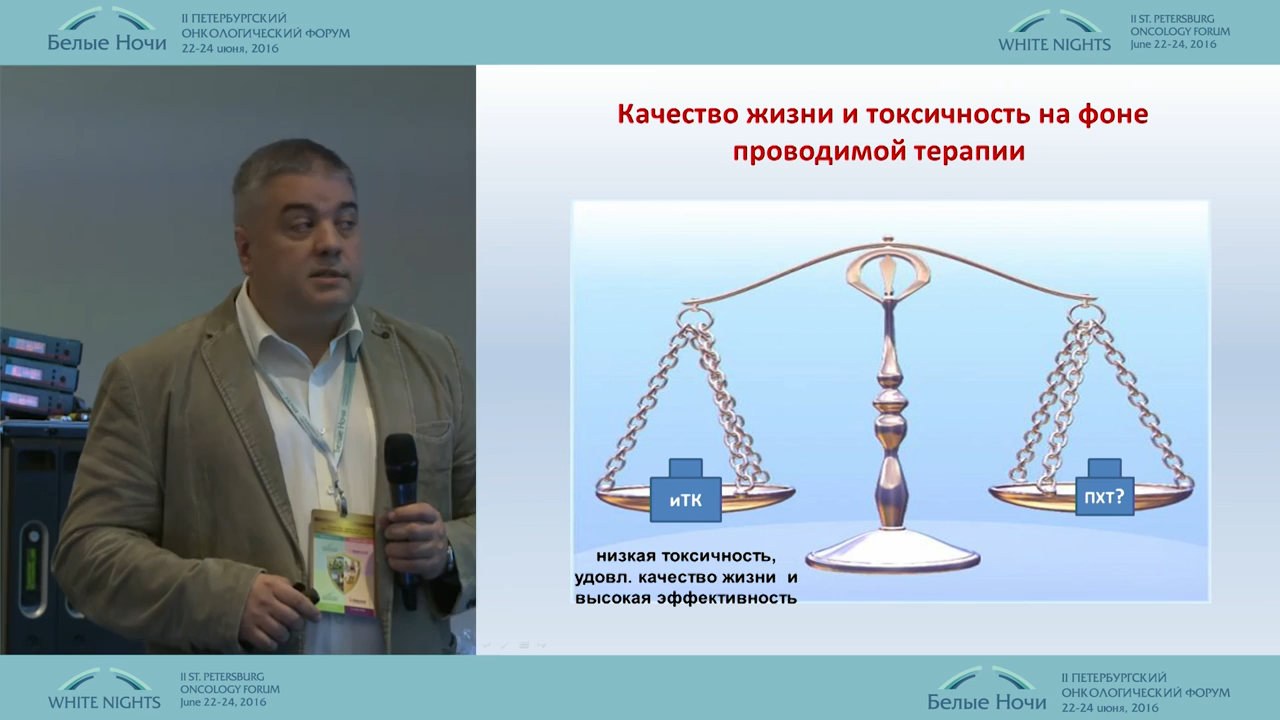 Белые Ночи
II ПЕТЕРБУРГСКИЙ
ОНКОЛОГИЧЕСКИЙ ФОРУМ
22-24 июня, 2016
WHITE NIGHTS
II ST. PETERSBURG
ONCOLOGY FORUM
June 22-24, 2016
Качество жизни и токсичность на фоне
проводимой терапии
иТК
ПХТ?
низкая токсичность,
удовл. качество жизни и
высокая эффективность
Белые Ночи
WHITE NIGHTS
II ST. PETERSBURG
ONCOLOGY FORUM
June 22-24, 2016
Белые Ночи
II ПЕТЕРБУРГСКИЙ
ОНКОЛОГИЧЕСКИЙ ФОРУМ
22-24 июня, 2016